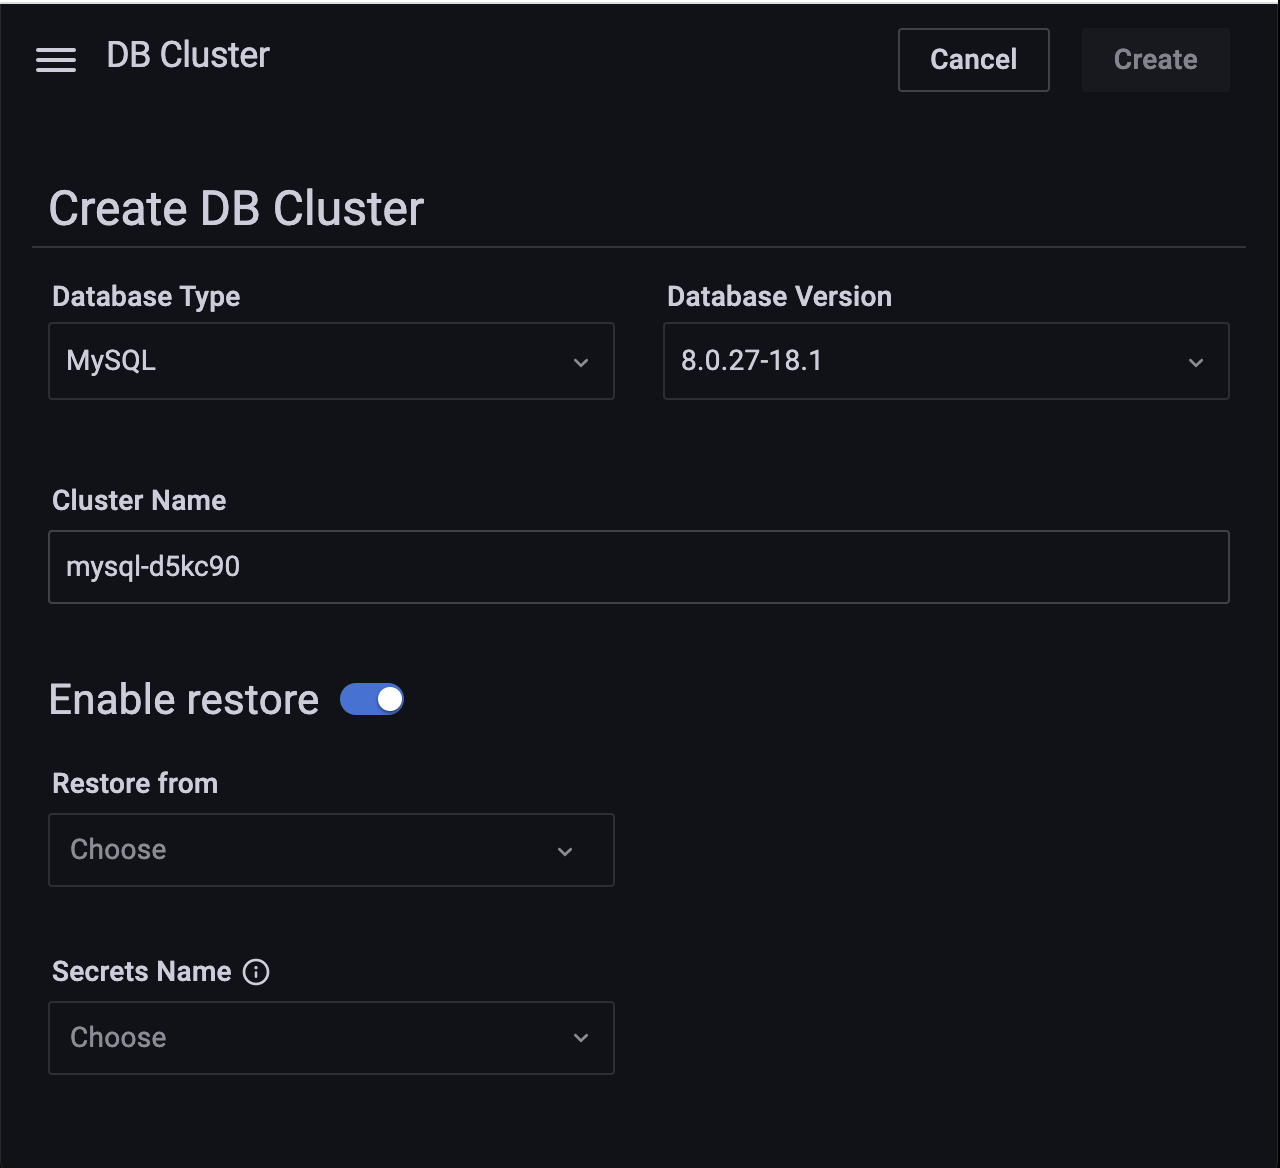 DB Cluster
Cancel
Create
Create DB Cluster
Database Type
Database Version
MySQL
8.0.27-18.1
Cluster Name
mysql-d5kc90
Enable restore
Restore from
Choose
Secrets Name
Choose